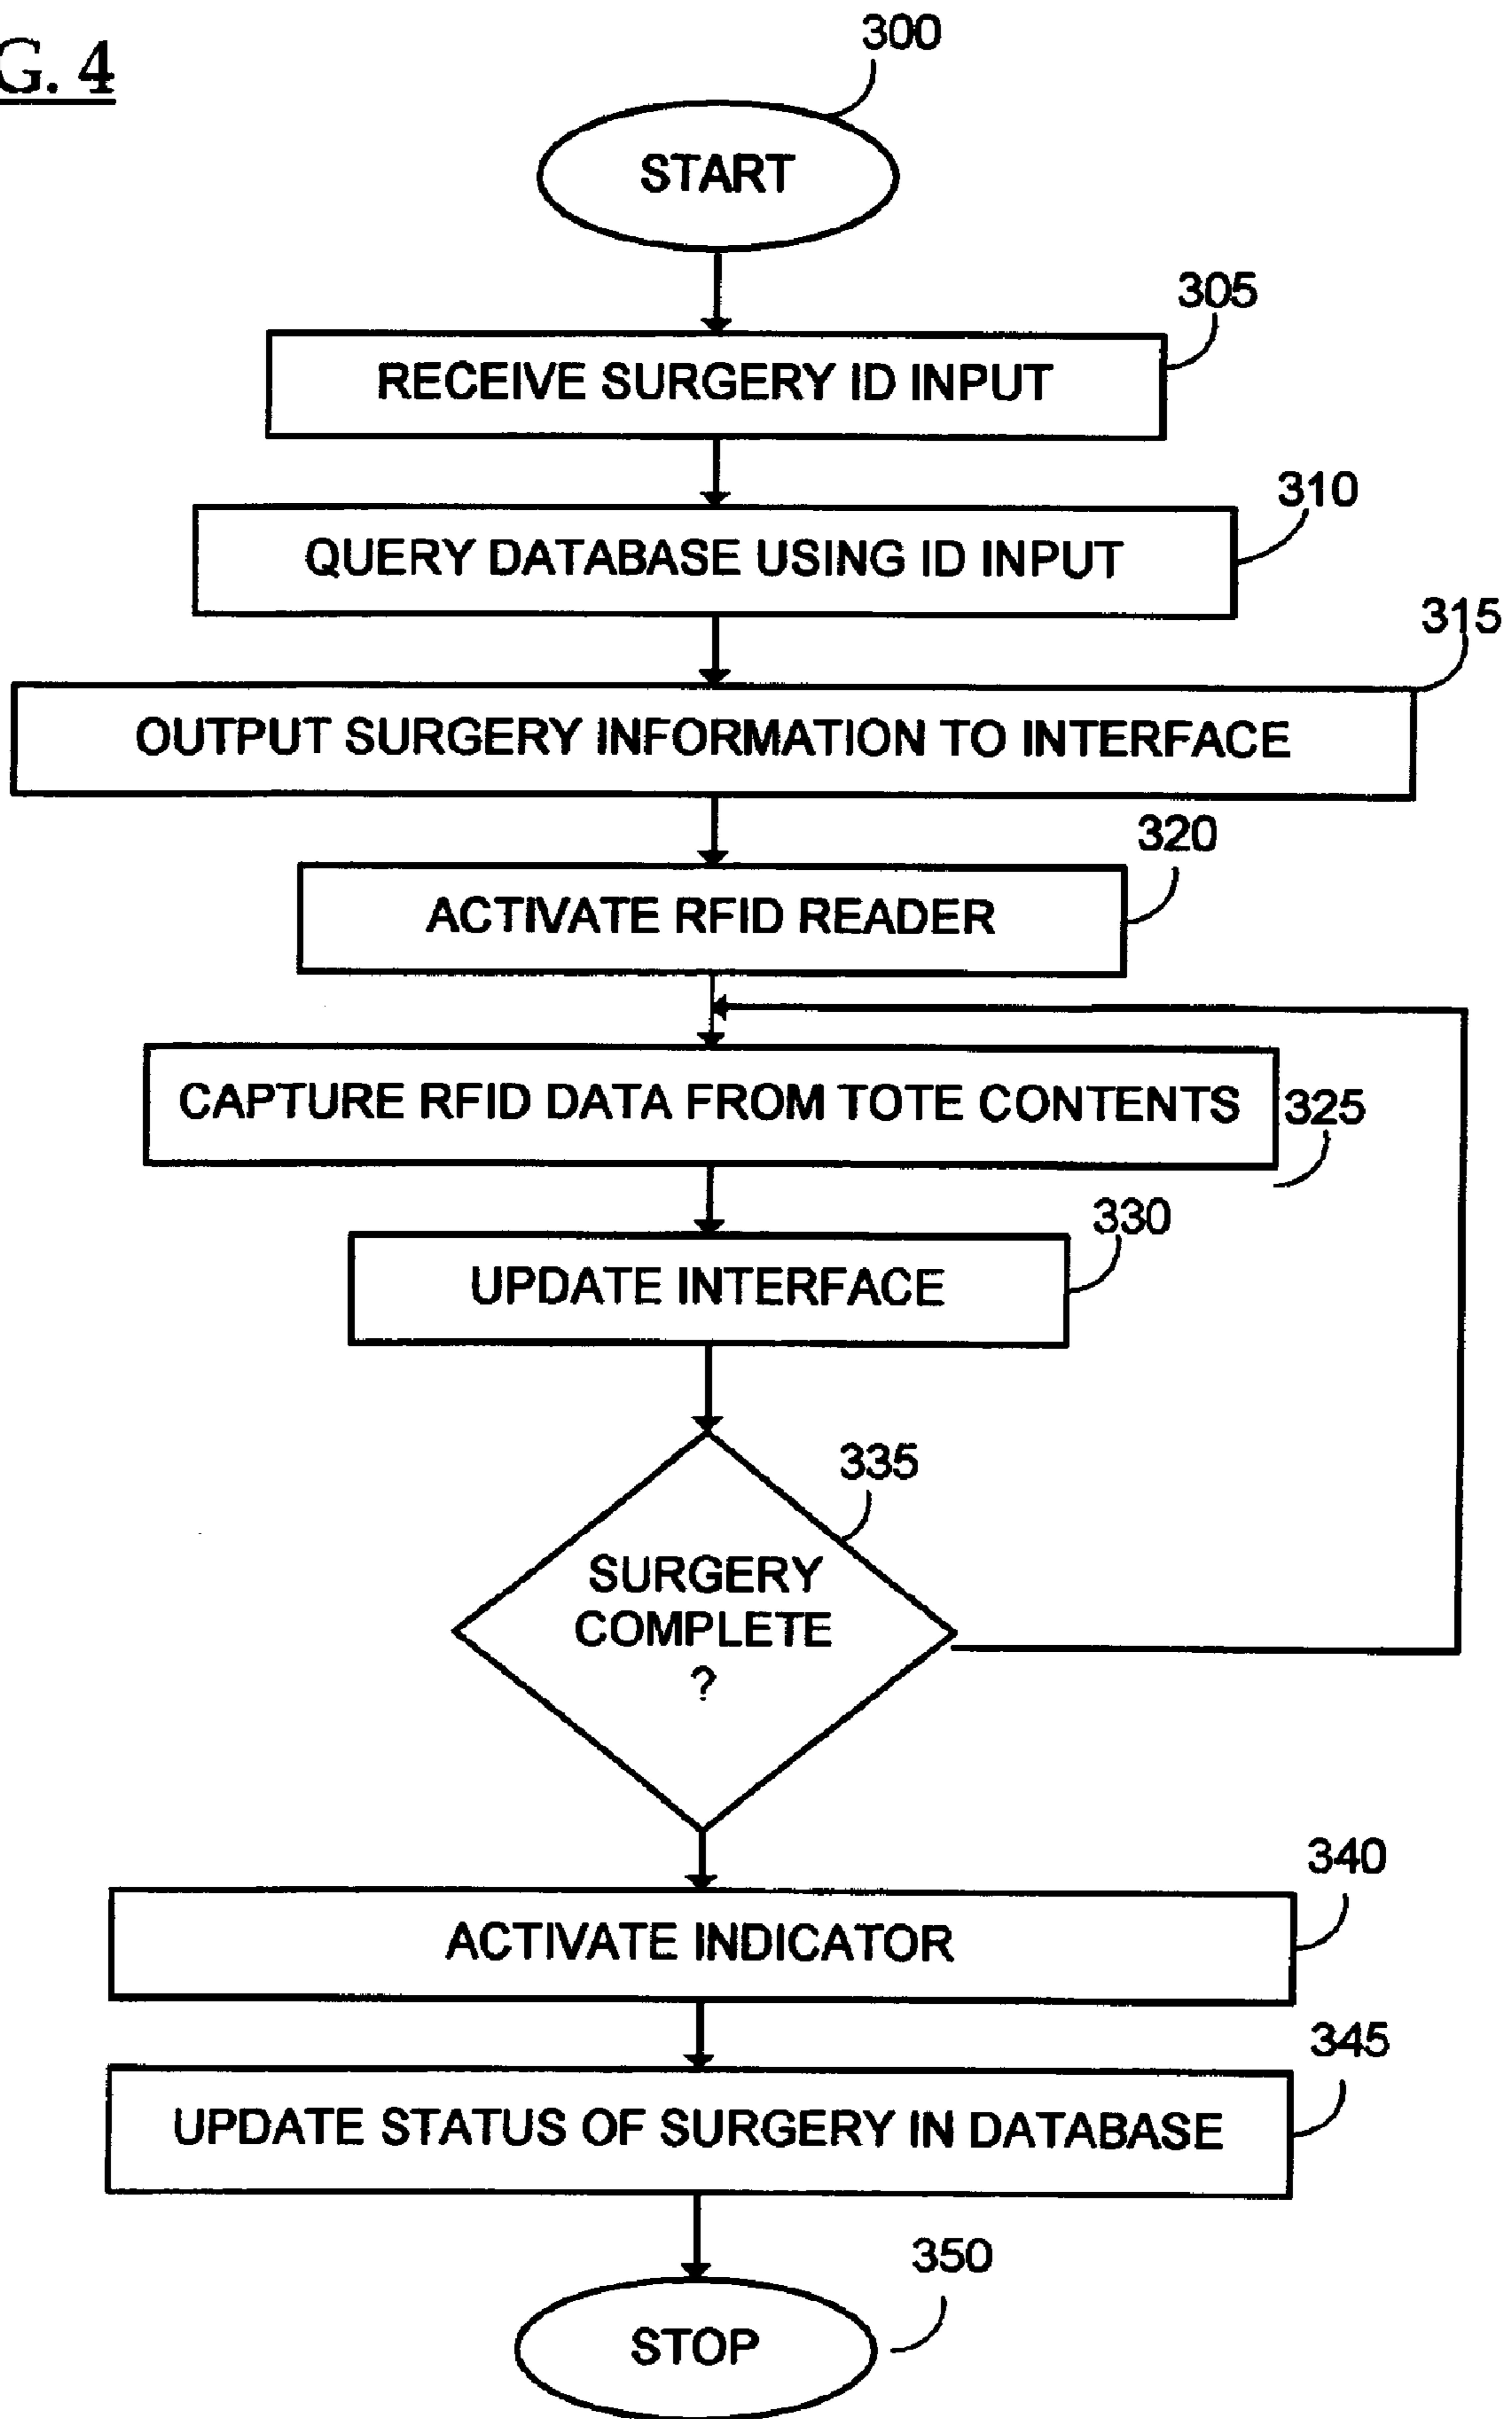 G. 4
300
START
305
RECEIVE SURGERY ID INPUT
310
QUERY DATABASE USING ID INPUT
315
OUTPUT SURGERY INFORMATION TO INTERFACE
320
ACTIVATE RFID READER
CAPTURE RFID DATA FROM TOTE CONTENTS
325
330
UPDATE INTERFACE
335
SURGERY
COMPLETE
?
340
ACTIVATE INDICATOR
345
UPDATE STATUS OF SURGERY IN DATABASE
350
STOP